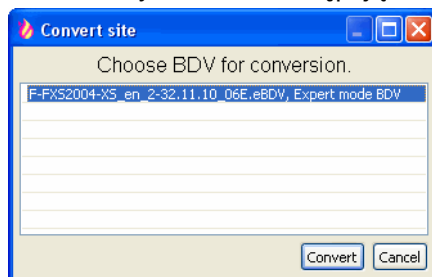 Convert site
Choose BDV for conversion.
F-FXS2004-XS_en_2-32.11.10_06E.eBDV, Expert mode BDV
Convert
Cancel